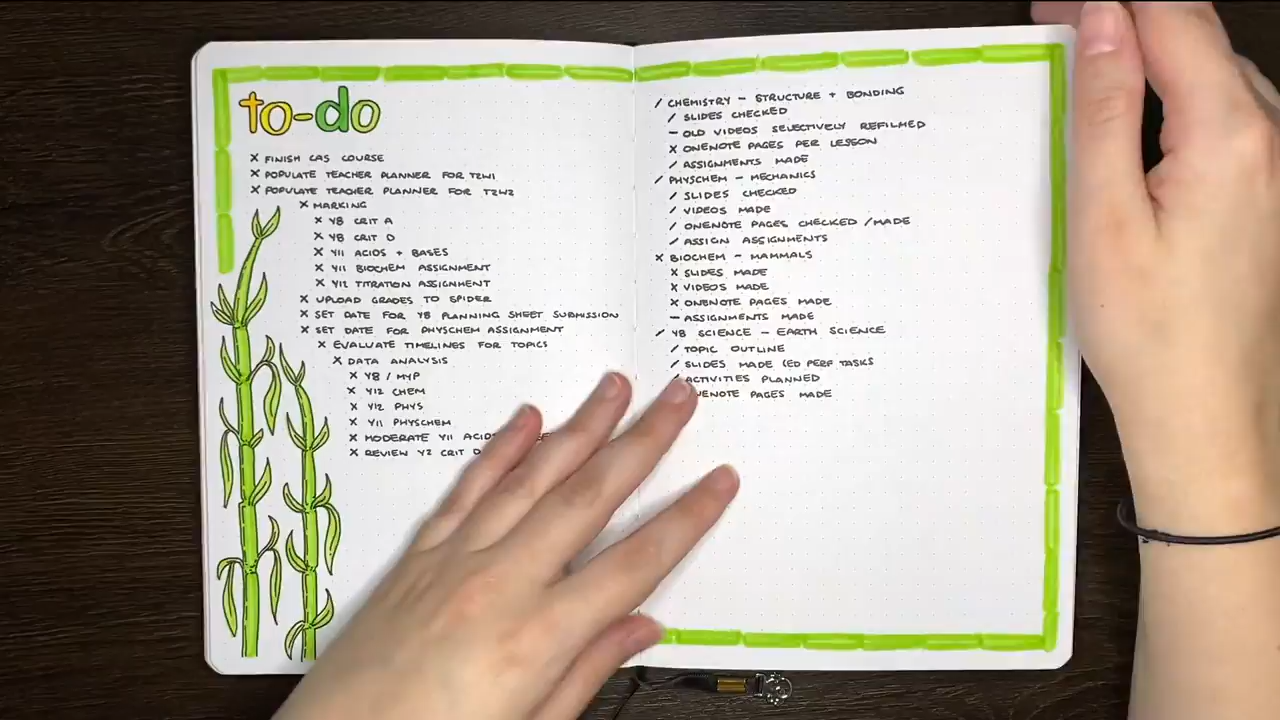 to-do
X FINISH CAS COURSE
X POPULATE TEACHER PLANNER FOR T2W1
X POPULATE TEACHER PLANNER FOR T2W2
X MARKING
X Y8 CRIT A
X Y8 CRIT D
X Y11 ACIDS + BASES
X Y11 BIOCHEM ASSIGNMENT
X Y12 TITRATION ASSIGNMENT
X UPLOAD GRADES TO SPIDER
X SET DATE FOR Y8 PLANNING SHEET SUBMISSION
X SET DATE FOR PHYSCHEM ASSIGNMENT
X EVALUATE TIMELINES FOR TOPICS
X DATA ANALYSIS
X Y8 / MYP
X Y12 CHEM
X Y12 PHYS
X Y11 PHYSCHEM
X MODERATE Y11 ACIDS
X REVIEW Y2 CRIT D
/ CHEMISTRY - STRUCTURE + BONDING
/ SLIDES CHECKED
- OLD VIDEOS SELECTIVELY REFILMED
X ONENOTE PAGES PER LESSON
/ ASSIGNMENTS MADE
/ PHYSCHEM - MECHANICS
/ SLIDES CHECKED
/ VIDEOS MADE
/ ONENOTE PAGES CHECKED / MADE
/ ASSIGN ASSIGNMENTS
X BIOCHEM - MAMMALS
X SLIDES MADE
X VIDEOS MADE
X ONENOTE PAGES MADE
- ASSIGNMENTS MADE
/ Y8 SCIENCE - EARTH SCIENCE
/ TOPIC OUTLINE
/ SLIDES MADE (ED PERF TASKS
ACTIVITIES PLANNED
PAGES MADE